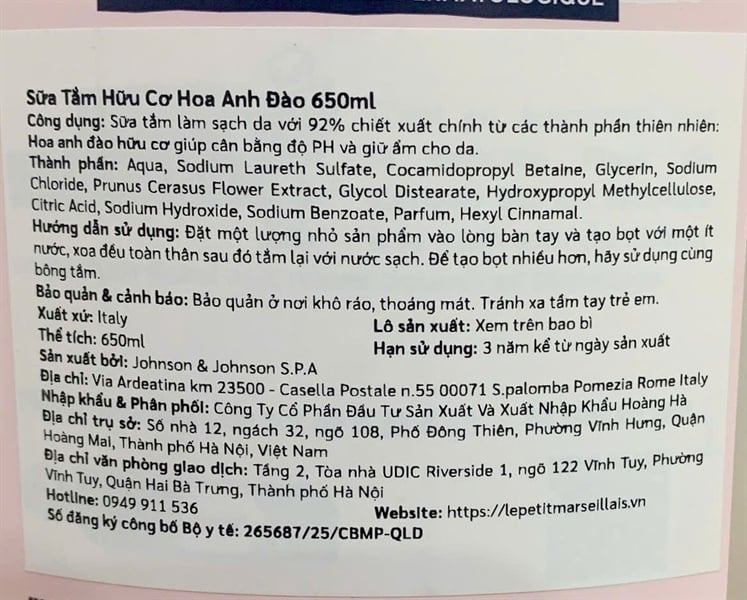 Sữa Tắm Hữu Cơ Hoa Anh Đào 650ml
Công dụng: Sữa tắm làm sạch da với 92% chiết xuất chính từ các thành phần thiên nhiên:
Hoa anh đào hữu cơ giúp cân bằng độ PH và giữ ẩm cho da.
Thành phần: Aqua, Sodium Laureth Sulfate, Cocamidopropyl Betaine, Glycerin, Sodium
Chloride, Prunus Cerasus Flower Extract, Glycol Distearate, Hydroxypropyl Methylcellulose,
Citric Acid, Sodium Hydroxide, Sodium Benzoate, Parfum, Hexyl Cinnamal.
Hướng dẫn sử dụng: Đặt một lượng nhỏ sản phẩm vào lòng bàn tay và tạo bọt với một ít
nước, xoa đều toàn thân sau đó tắm lại với nước sạch. Để tạo bọt nhiều hơn, hãy sử dụng cùng
bông tắm.
Bảo quản & cảnh báo: Bảo quản ở nơi khô ráo, thoáng mát. Tránh xa tầm tay trẻ em.
Xuất xứ: Italy
Lô sản xuất: Xem trên bao bì
Thể tích: 650ml
Hạn sử dụng: 3 năm kể từ ngày sản xuất
Sản xuất bởi: Johnson & Johnson S.P.A
Địa chỉ: Via Ardeatina km 23500 - Casella Postale n.55 00071 S.palomba Pomezia Rome Italy
Nhập khẩu & Phân phối: Công Ty Cổ Phần Đầu Tư Sản Xuất Và Xuất Nhập Khẩu Hoàng Hà
Địa chỉ trụ sở: Số nhà 12, ngách 32, ngõ 108, Phố Đông Thiên, Phường Vĩnh Hưng, Quận
Hoàng Mai, Thành phố Hà Nội, Việt Nam
Địa chỉ văn phòng giao dịch: Tầng 2, Tòa nhà UDIC Riverside 1, ngõ 122 Vĩnh Tuy, Phường
Vĩnh Tuy, Quận Hai Bà Trưng, Thành phố Hà Nội
Hotline: 0949 911 536
Website: https://lepetitmarseillais.vn
Số đăng ký công bố Bộ y tế: 265687/25/CBMP-QLD